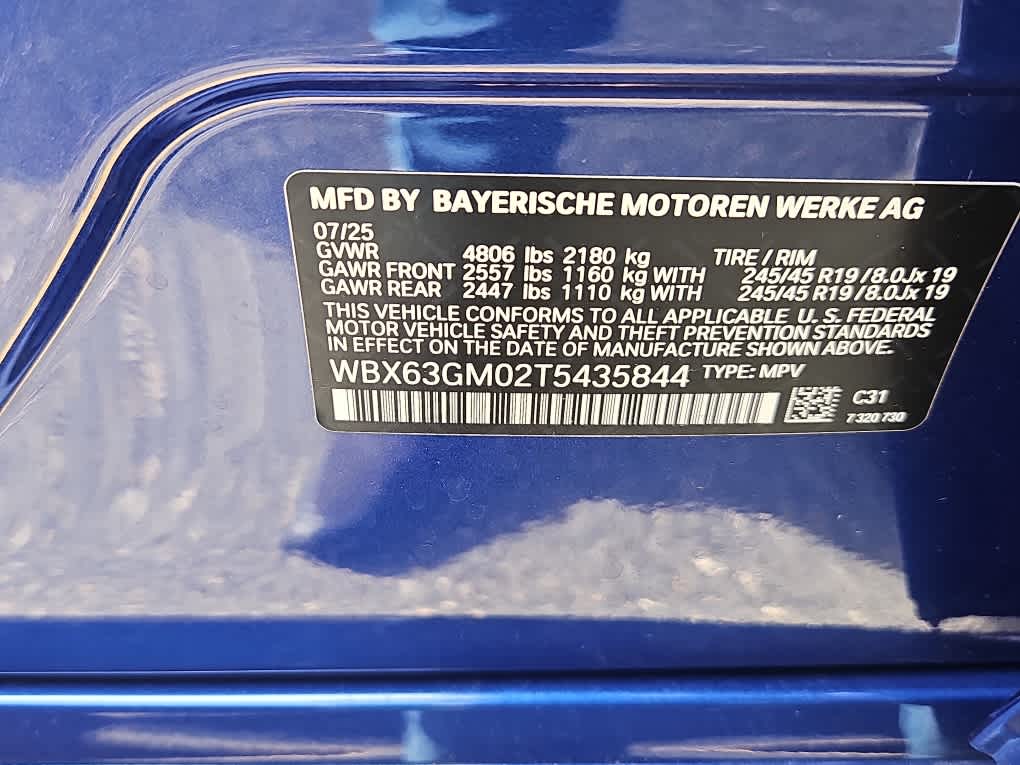 MFD BY BAYERISCHE MOTOREN WERKE AG
07/25
GVWR 4806 lbs 2180 kg TIRE / RIM
GAWR FRONT 2557 lbs 1160 kg WITH 245/45 R19 / 8.0Jx 19
GAWR REAR 2447 lbs 1110 kg WITH 245/45 R19 / 8.0Jx 19
THIS VEHICLE CONFORMS TO ALL APPLICABLE U. S. FEDERAL
MOTOR VEHICLE SAFETY AND THEFT PREVENTION STANDARDS
IN EFFECT ON THE DATE OF MANUFACTURE SHOWN ABOVE.
WBX63GM02T5435844 TYPE: MPV
C31
7 320 730